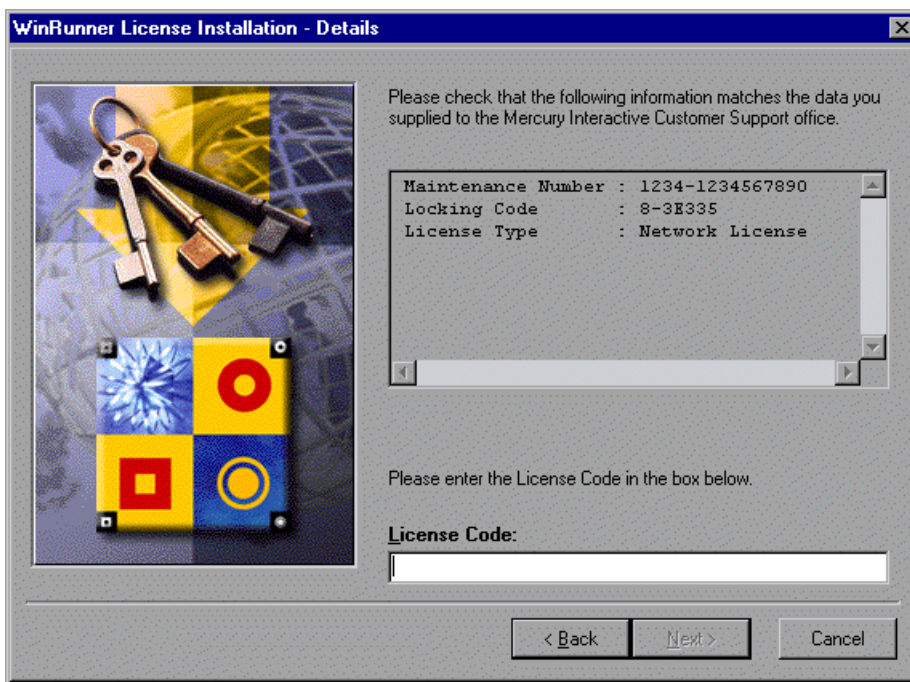 WinRunner License Installation - Details
Please check that the following information matches the data you
supplied to the Mercury Interactive Customer Support office.
Maintenance Number : 1234-1234567890
Locking Code : 8-3E335
License Type : Network License
Please enter the License Code in the box below.
License Code:
< Back
Next >
Cancel